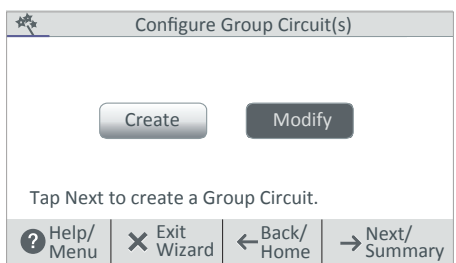 Configure Group Circuit(s)
Create
Modify
Tap Next to create a Group Circuit.
Help/
Menu
Exit
Wizard
Back/
Home
Next/
Summary